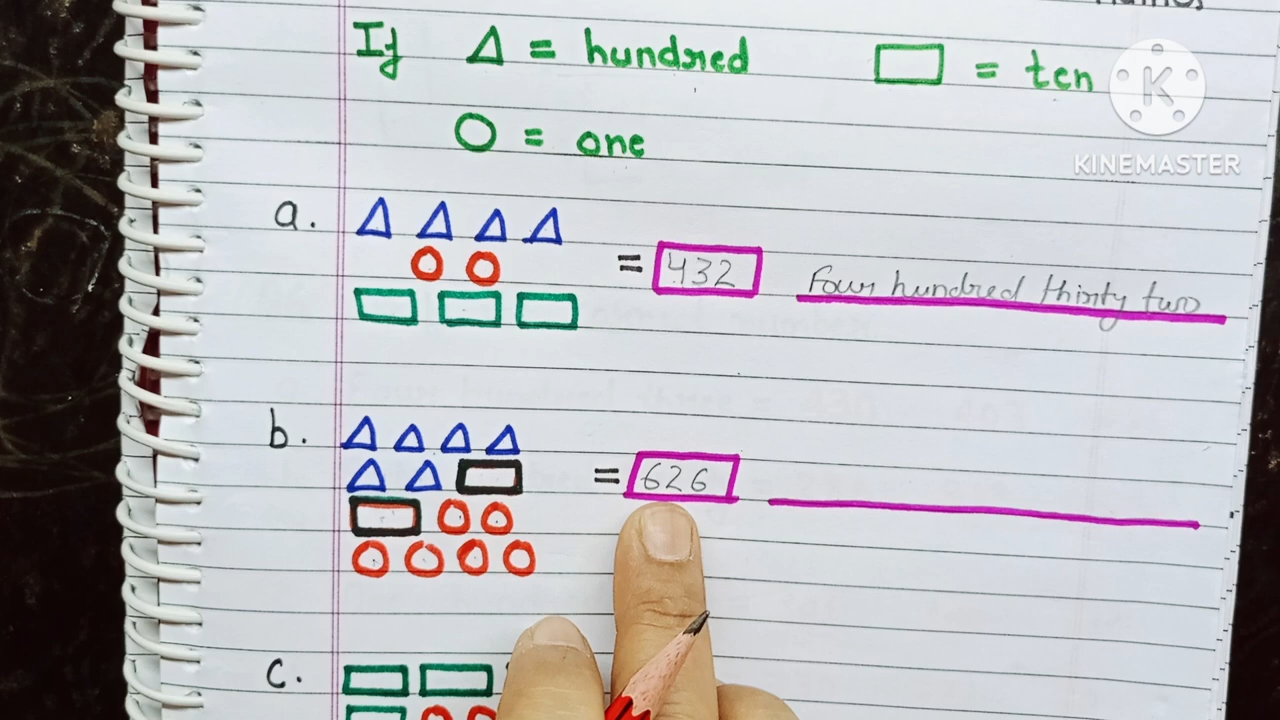 If △ = hundred ▭ = ten
○ = one
KINEMASTER
a. = 432 Four hundred thirty two
b. = 626
c.